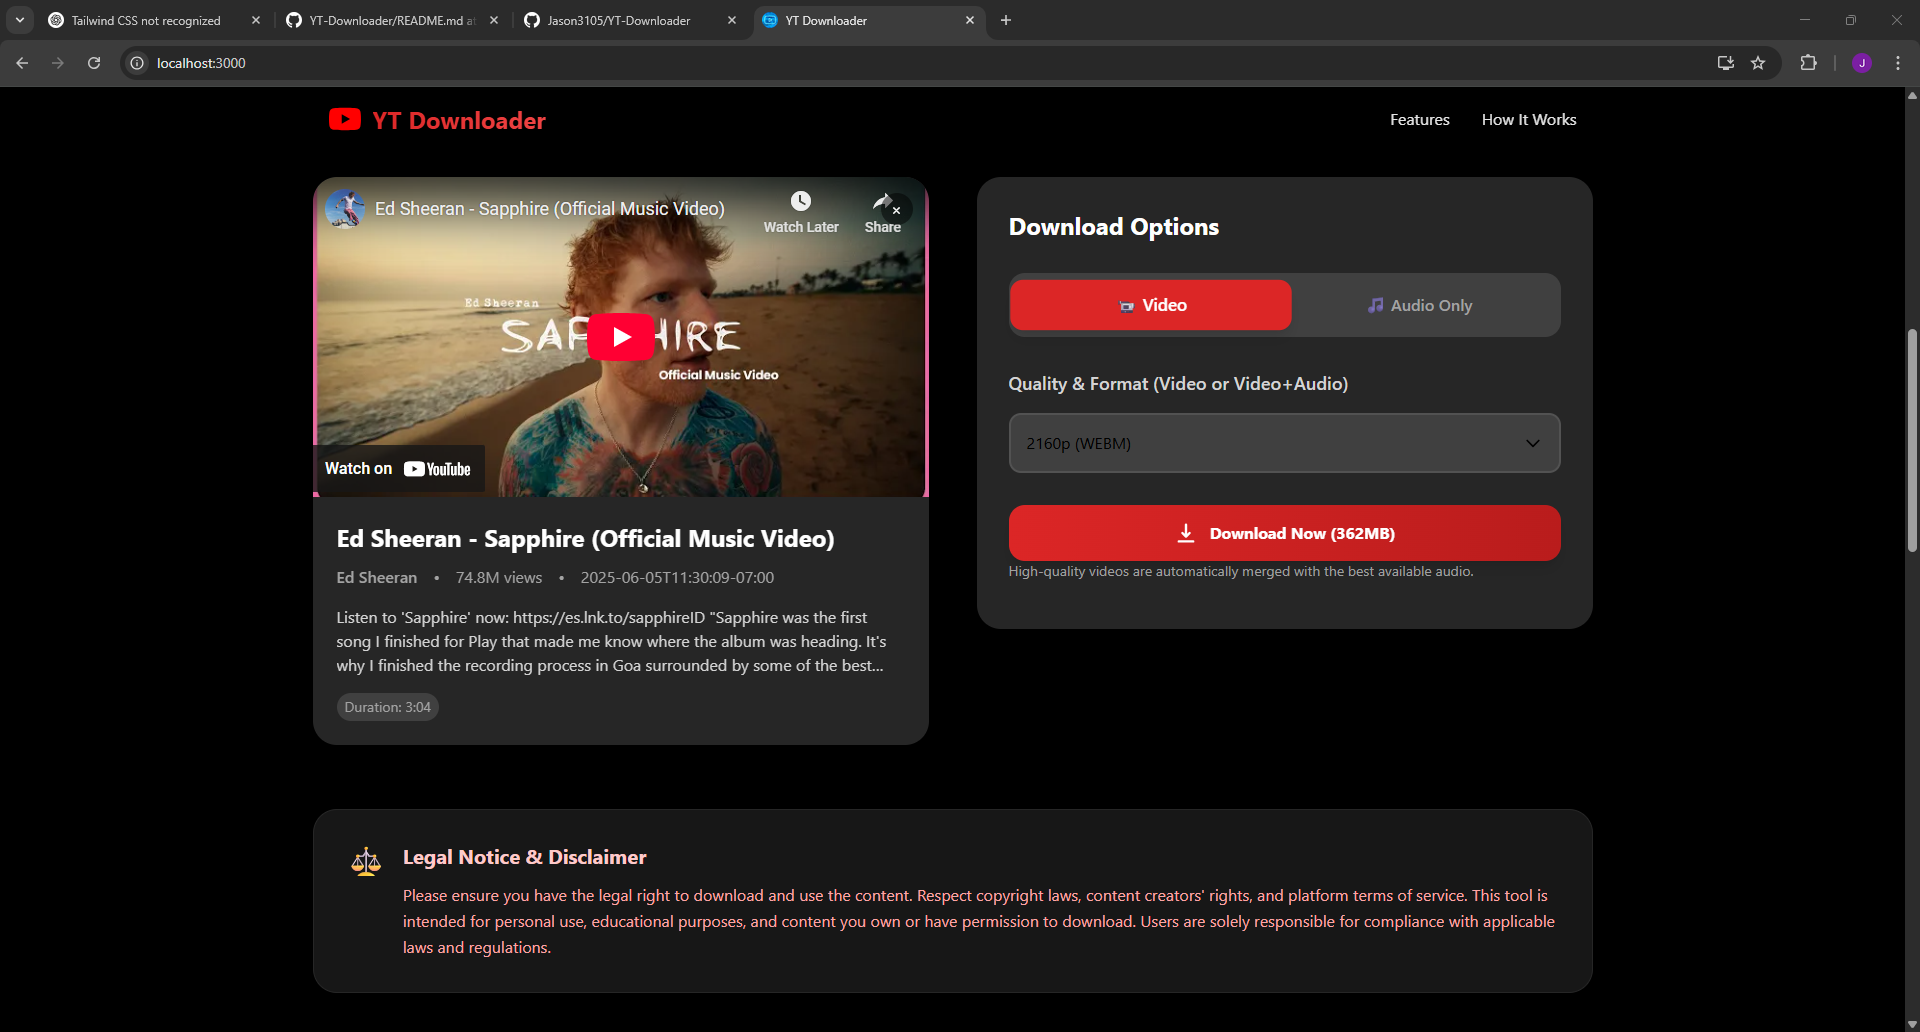 Tailwind CSS not recognized
YT-Downloader/README.md at
Jason3105/YT-Downloader
YT Downloader
localhost:3000
J
YT Downloader
Features
How It Works
Ed Sheeran - Sapphire (Official Music Video)
Watch Later
Share
Ed Sheeran
SAPPHIRE
Official Music Video
Watch on YouTube
Ed Sheeran - Sapphire (Official Music Video)
Ed Sheeran • 74.8M views • 2025-06-05T11:30:09-07:00
Listen to 'Sapphire' now: https://es.lnk.to/sapphireID "Sapphire was the first
song I finished for Play that made me know where the album was heading. It's
why I finished the recording process in Goa surrounded by some of the best...
Duration: 3:04
Download Options
Video
Audio Only
Quality & Format (Video or Video+Audio)
2160p (WEBM)
Download Now (362MB)
High-quality videos are automatically merged with the best available audio.
Legal Notice & Disclaimer
Please ensure you have the legal right to download and use the content. Respect copyright laws, content creators' rights, and platform terms of service. This tool is
intended for personal use, educational purposes, and content you own or have permission to download. Users are solely responsible for compliance with applicable
laws and regulations.